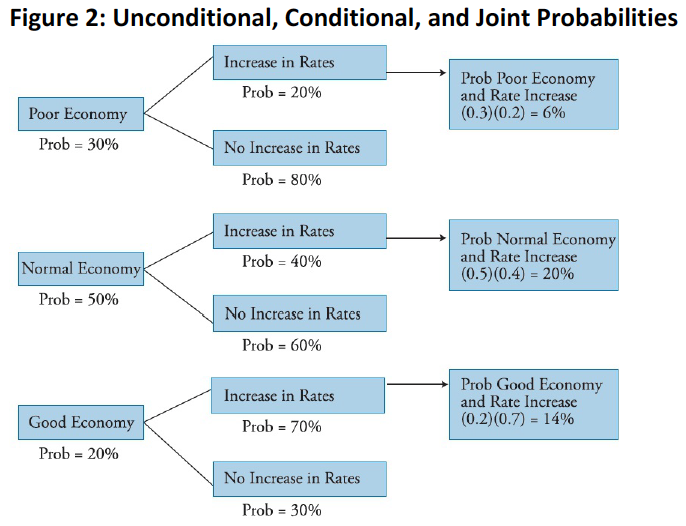 Figure 2: Unconditional, Conditional, and Joint Probabilities
Increase in Rates
Prob = 20%
Prob Poor Economy
and Rate Increase
(0.3)(0.2) = 6%
Poor Economy
Prob = 30%
No Increase in Rates
Prob = 80%
Increase in Rates
Prob = 40%
Prob Normal Economy
and Rate Increase
(0.5)(0.4) = 20%
Normal Economy
Prob = 50%
No Increase in Rates
Prob = 60%
Increase in Rates
Prob = 70%
Prob Good Economy
and Rate Increase
(0.2)(0.7) = 14%
Good Economy
Prob = 20%
No Increase in Rates
Prob = 30%